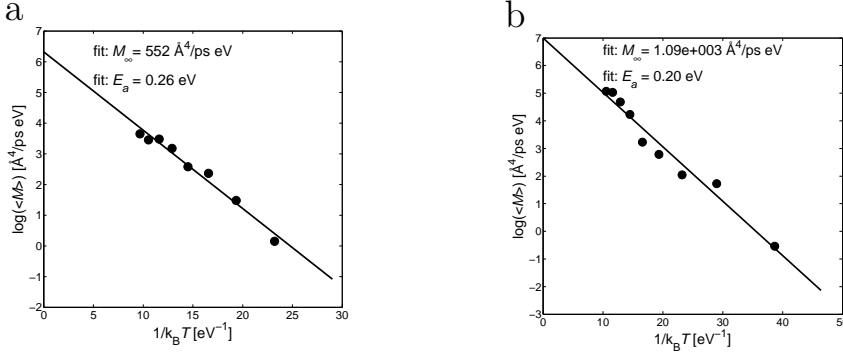 a
fit: M∞ = 552 Å⁴/ps eV
fit: Eₐ = 0.26 eV
log(<M>) [Å⁴/ps eV]
7
6
5
4
3
2
1
0
−1
−2
0 5 10 15 20 25 30
1/k_B T [eV⁻¹]
b
fit: M∞ = 1.09e+003 Å⁴/ps eV
fit: Eₐ = 0.20 eV
log(<M>) [Å⁴/ps eV]
7
6
5
4
3
2
1
0
−1
−2
−3
0 10 20 30 40 50
1/k_B T [eV⁻¹]